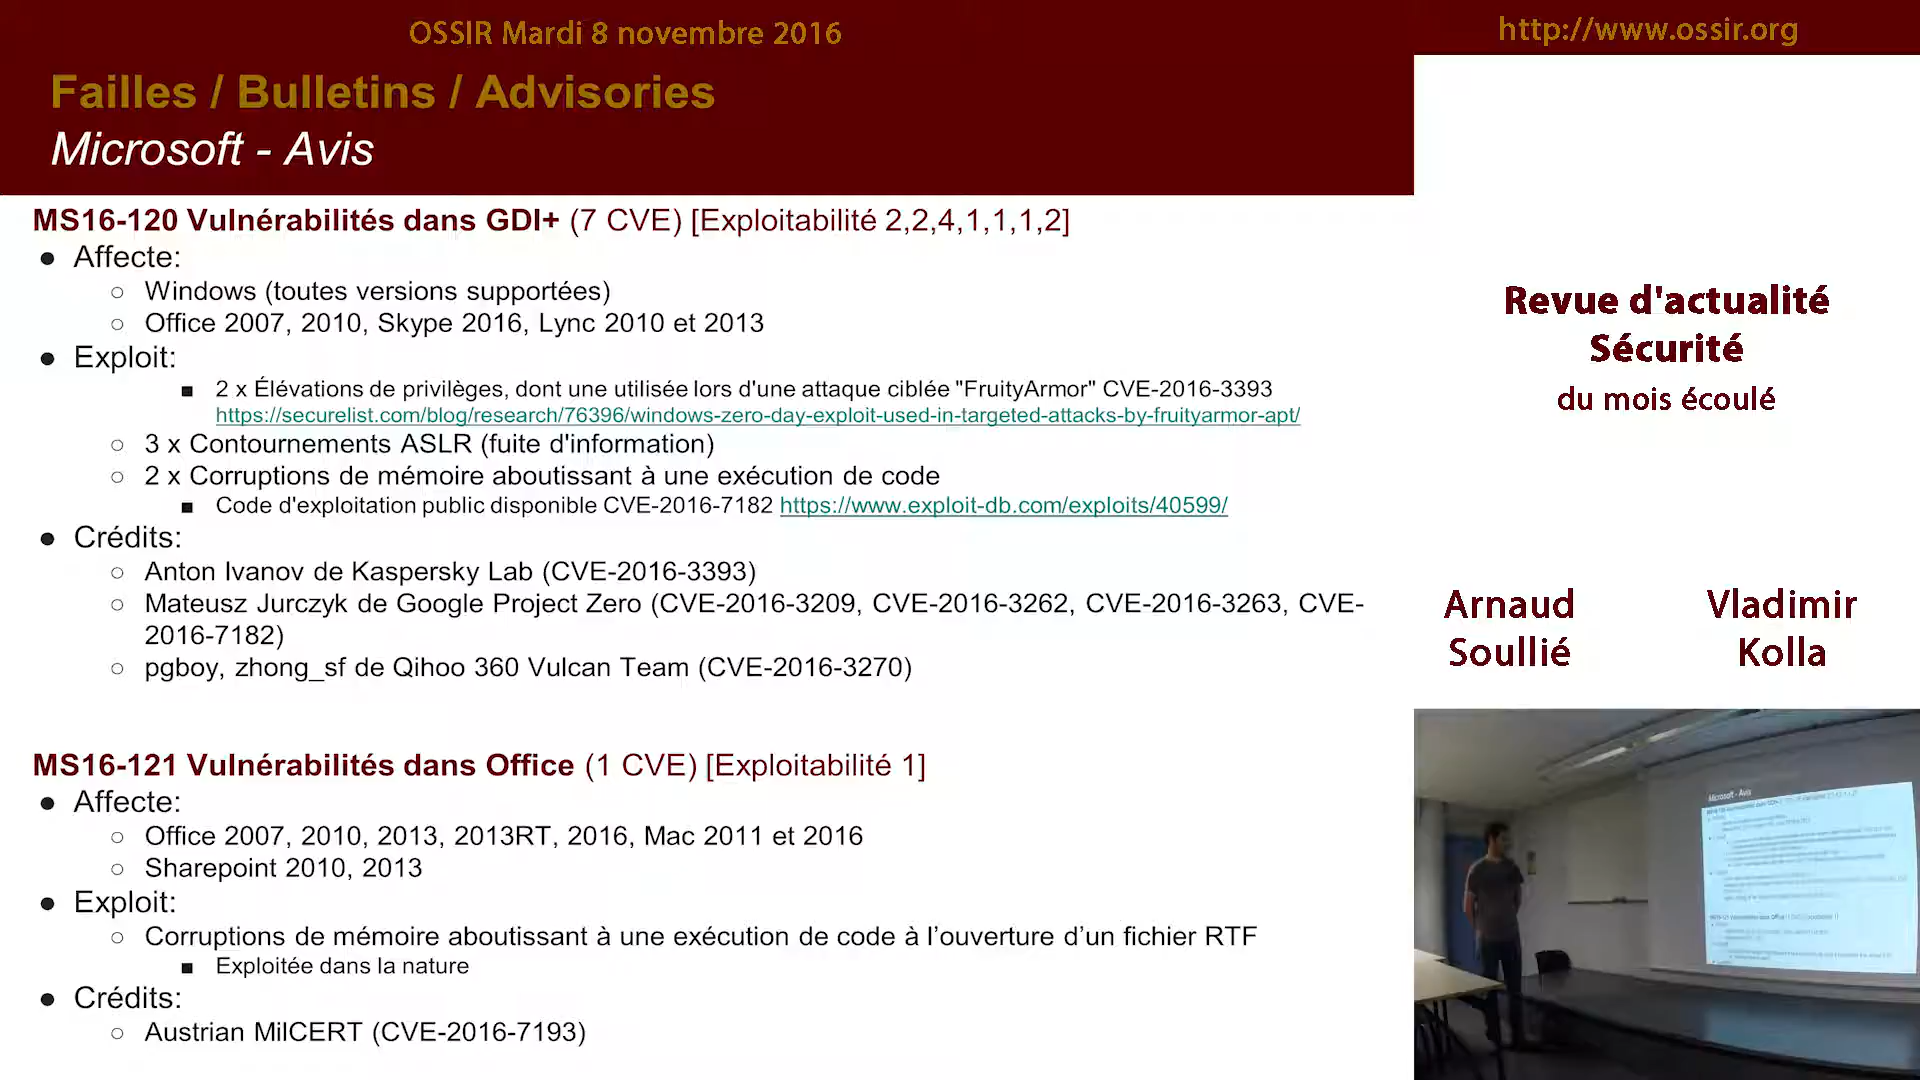 OSSIR Mardi 8 novembre 2016
http://www.ossir.org
Failles / Bulletins / Advisories
Microsoft - Avis
MS16-120 Vulnérabilités dans GDI+ (7 CVE) [Exploitabilité 2,2,4,1,1,1,2]
● Affecte:
○ Windows (toutes versions supportées)
○ Office 2007, 2010, Skype 2016, Lync 2010 et 2013
● Exploit:
■ 2 x Élévations de privilèges, dont une utilisée lors d'une attaque ciblée "FruityArmor" CVE-2016-3393
https://securelist.com/blog/research/76396/windows-zero-day-exploit-used-in-targeted-attacks-by-fruityarmor-apt/
○ 3 x Contournements ASLR (fuite d'information)
○ 2 x Corruptions de mémoire aboutissant à une exécution de code
■ Code d'exploitation public disponible CVE-2016-7182 https://www.exploit-db.com/exploits/40599/
● Crédits:
○ Anton Ivanov de Kaspersky Lab (CVE-2016-3393)
○ Mateusz Jurczyk de Google Project Zero (CVE-2016-3209, CVE-2016-3262, CVE-2016-3263, CVE-
2016-7182)
○ pgboy, zhong_sf de Qihoo 360 Vulcan Team (CVE-2016-3270)
MS16-121 Vulnérabilités dans Office (1 CVE) [Exploitabilité 1]
● Affecte:
○ Office 2007, 2010, 2013, 2013RT, 2016, Mac 2011 et 2016
○ Sharepoint 2010, 2013
● Exploit:
○ Corruptions de mémoire aboutissant à une exécution de code à l’ouverture d’un fichier RTF
■ Exploitée dans la nature
● Crédits:
○ Austrian MilCERT (CVE-2016-7193)
Revue d'actualité
Sécurité
du mois écoulé
Arnaud
Soullié
Vladimir
Kolla
Microsoft - Avis